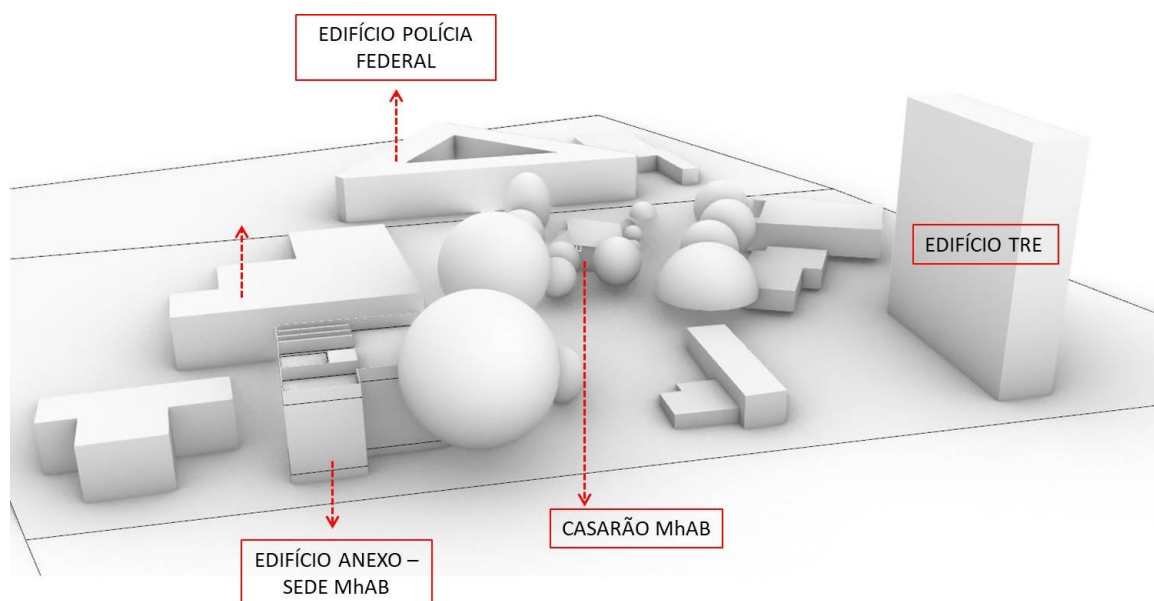 EDIFÍCIO POLÍCIA
FEDERAL
EDIFÍCIO TRE
CASARÃO MhAB
EDIFÍCIO ANEXO –
SEDE MhAB